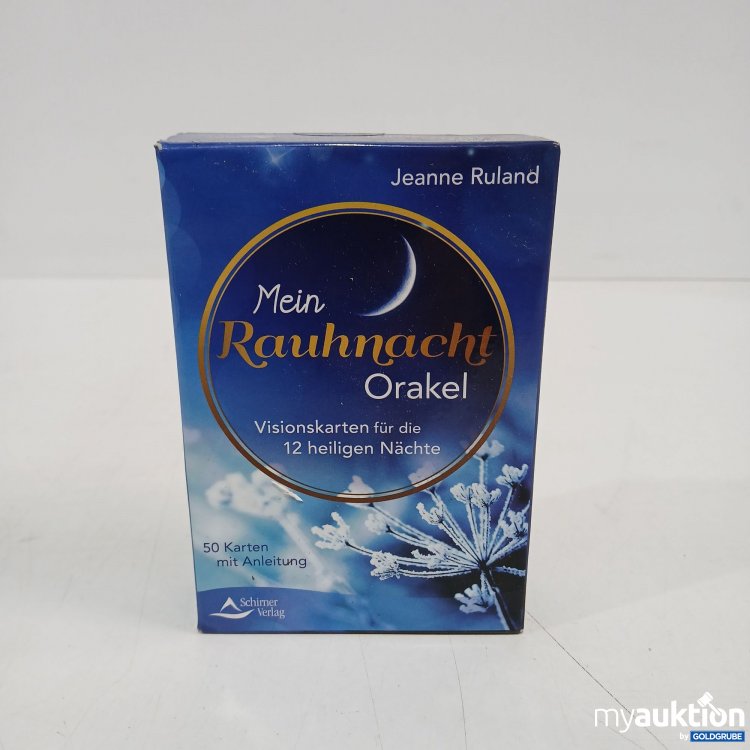 Jeanne Ruland
Mein
Rauhnacht
Orakel
Visionskarten für die
12 heiligen Nächte
50 Karten
mit Anleitung
Schirner
Verlag
myauktion
by GOLDGRUBE